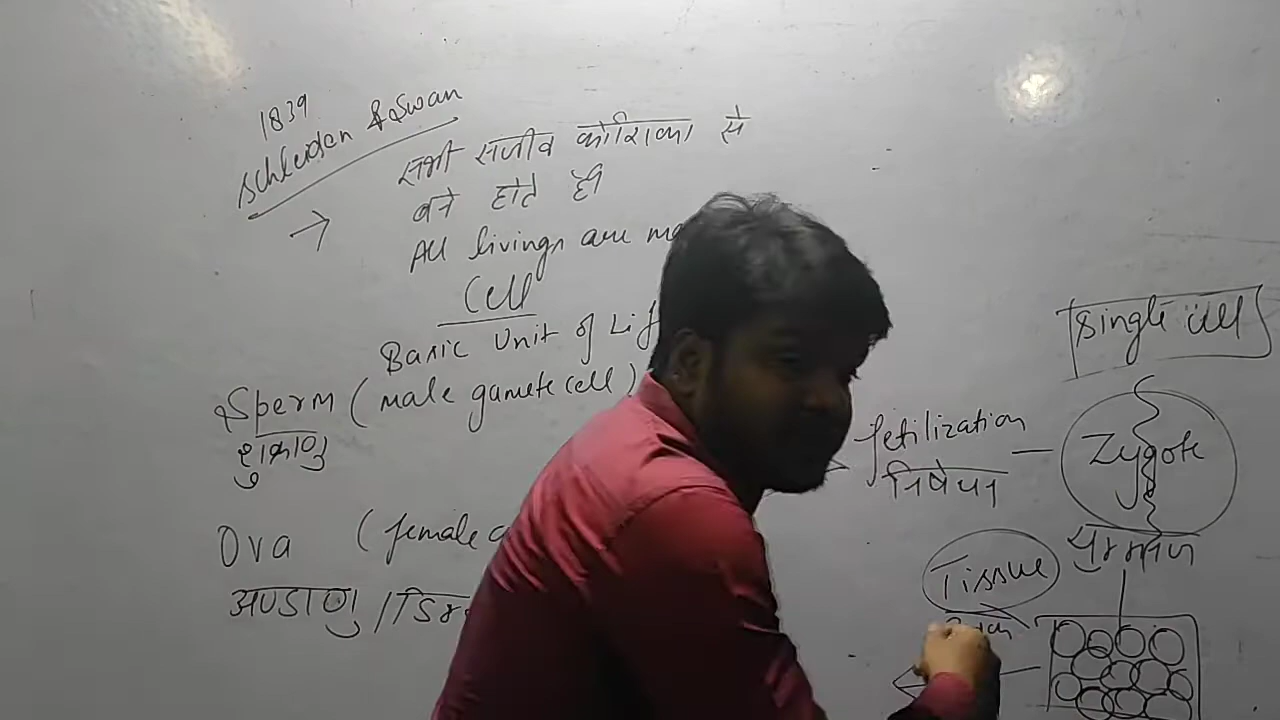 1839
Schleiden & Swan
सभी सजीव कोशिका से
बने होते हैं
→ All livings are
Cell
Basic Unit of
Sperm (male gamete cell)
शुक्राणु
Ova (female
अण्डाणु /
fetilization
निषेचन
Single cell
Zygote
युग्मनज
Tissue